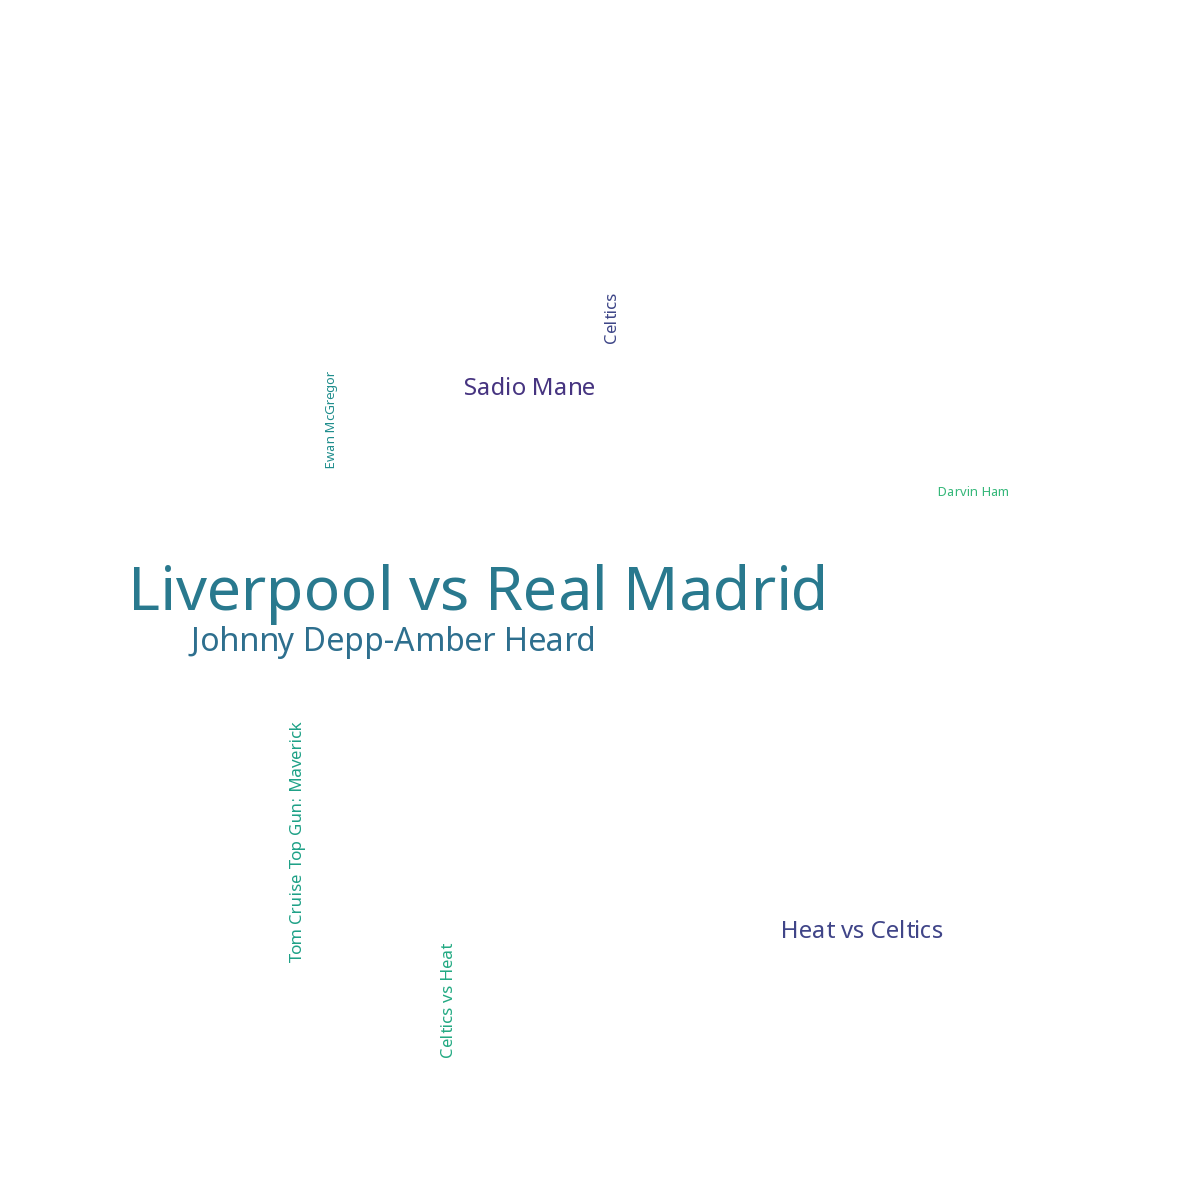 Celtics
Sadio Mane
Ewan McGregor
Darvin Ham
Liverpool vs Real Madrid
Johnny Depp-Amber Heard
Tom Cruise Top Gun: Maverick
Heat vs Celtics
Celtics vs Heat